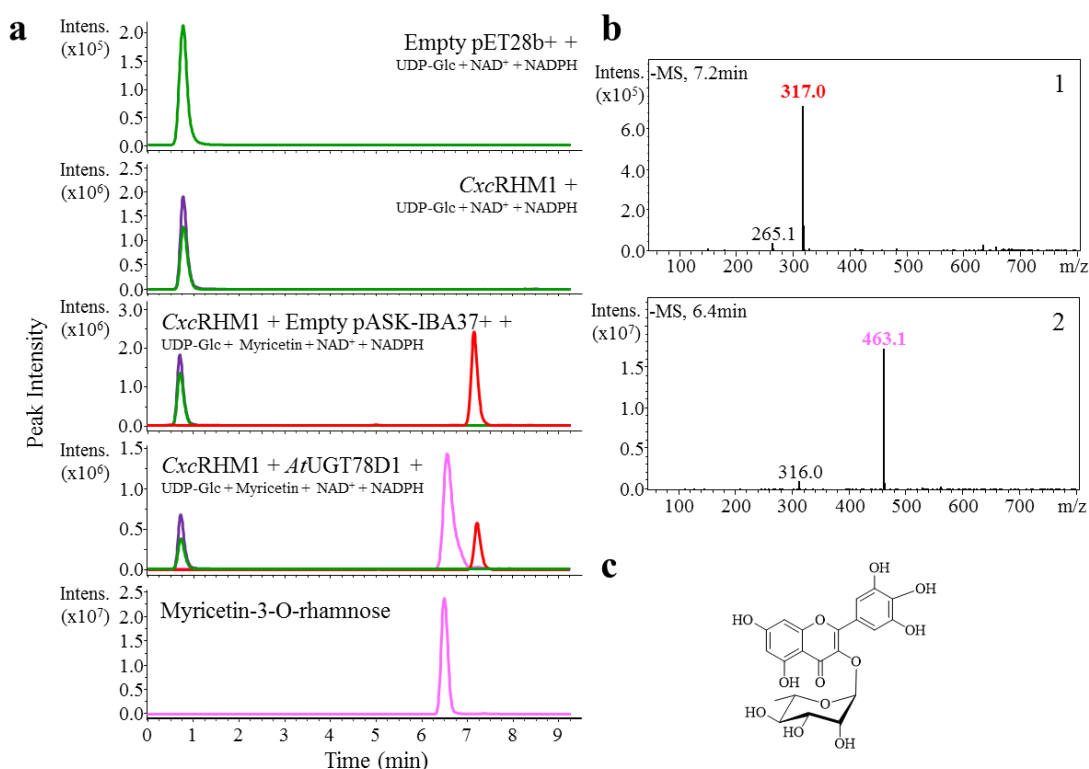 a
Intens.
(x10⁵)
2.0
1.5
1.0
0.5
0.0
Empty pET28b+ +
UDP-Glc + NAD⁺ + NADPH
Intens.
(x10⁶)
2.5
2.0
1.5
1.0
0.5
0.0
CxcRHM1 +
UDP-Glc + NAD⁺ + NADPH
Intens.
(x10⁶)
3.0
2.0
1.0
0.0
CxcRHM1 + Empty pASK-IBA37+ +
UDP-Glc + Myricetin + NAD⁺ + NADPH
Intens.
(x10⁶)
1.5
1.0
0.5
0.0
CxcRHM1 + AtUGT78D1 +
UDP-Glc + Myricetin + NAD⁺ + NADPH
Intens.
(x10⁷)
2.5
2.0
1.5
1.0
0.5
0.0
Myricetin-3-O-rhamnose
0 1 2 3 4 5 6 7 8 9
Time (min)
Peak Intensity
b
Intens.
(x10⁵)
-MS, 7.2min
1
317.0
6.0
4.0
2.0
0.0
265.1
100 200 300 400 500 600 700 m/z
Intens.
(x10⁷)
-MS, 6.4min
2
463.1
1.5
1.0
0.5
0.0
316.0
100 200 300 400 500 600 700 m/z
c
OH
OH
HO
OH
O
O
OH
O
O
HO
HO
OH